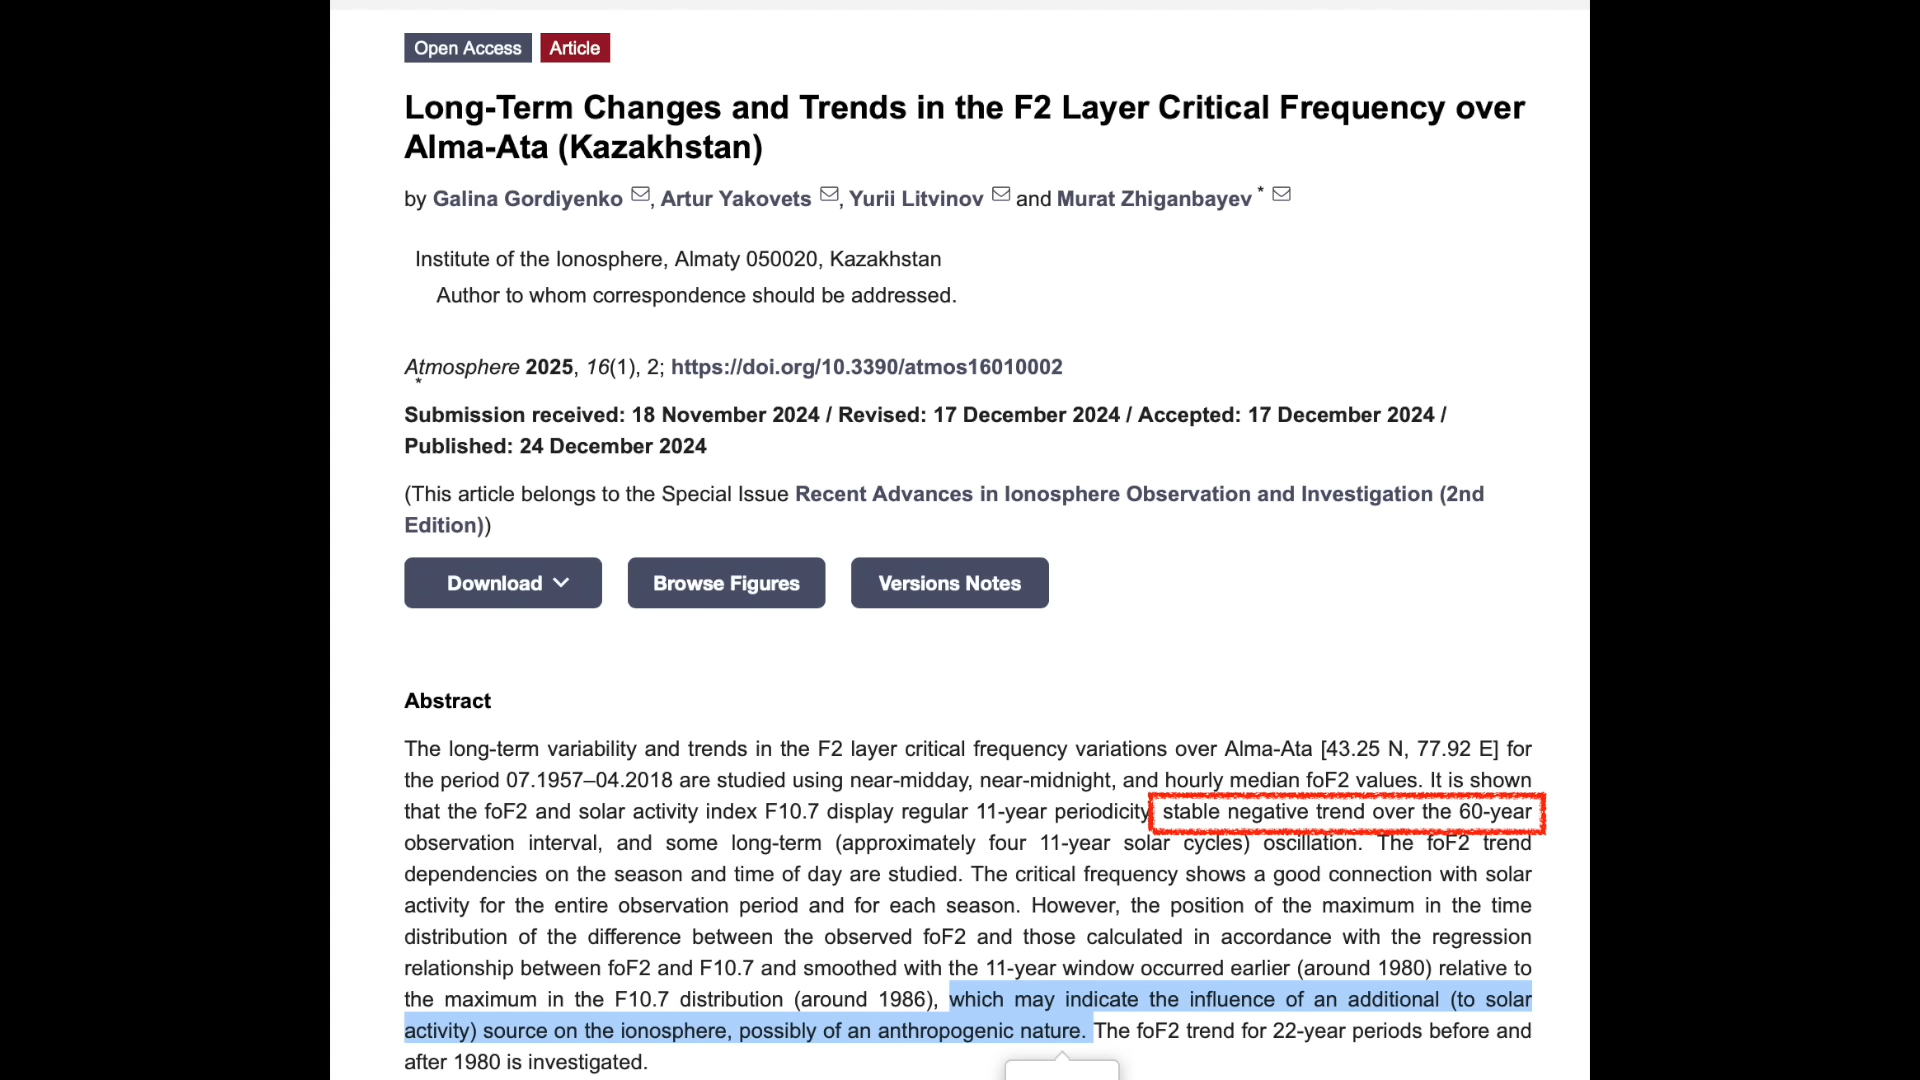 Open Access Article
Long-Term Changes and Trends in the F2 Layer Critical Frequency over
Alma-Ata (Kazakhstan)
by Galina Gordiyenko, Artur Yakovets, Yurii Litvinov and Murat Zhiganbayev *
Institute of the Ionosphere, Almaty 050020, Kazakhstan
Author to whom correspondence should be addressed.
Atmosphere 2025, 16(1), 2; https://doi.org/10.3390/atmos16010002
*
Submission received: 18 November 2024 / Revised: 17 December 2024 / Accepted: 17 December 2024 /
Published: 24 December 2024
(This article belongs to the Special Issue Recent Advances in Ionosphere Observation and Investigation (2nd
Edition))
Download Browse Figures Versions Notes
Abstract
The long-term variability and trends in the F2 layer critical frequency variations over Alma-Ata [43.25 N, 77.92 E] for
the period 07.1957–04.2018 are studied using near-midday, near-midnight, and hourly median foF2 values. It is shown
that the foF2 and solar activity index F10.7 display regular 11-year periodicity stable negative trend over the 60-year
observation interval, and some long-term (approximately four 11-year solar cycles) oscillation. The foF2 trend
dependencies on the season and time of day are studied. The critical frequency shows a good connection with solar
activity for the entire observation period and for each season. However, the position of the maximum in the time
distribution of the difference between the observed foF2 and those calculated in accordance with the regression
relationship between foF2 and F10.7 and smoothed with the 11-year window occurred earlier (around 1980) relative to
the maximum in the F10.7 distribution (around 1986), which may indicate the influence of an additional (to solar
activity) source on the ionosphere, possibly of an anthropogenic nature. The foF2 trend for 22-year periods before and
after 1980 is investigated.